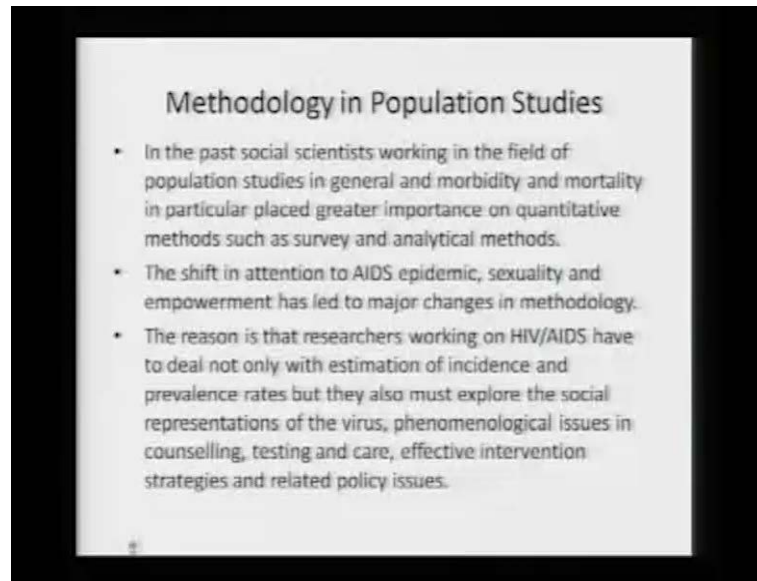 Methodology in Population Studies
• In the past social scientists working in the field of
population studies in general and morbidity and mortality
in particular placed greater importance on quantitative
methods such as survey and analytical methods.
• The shift in attention to AIDS epidemic, sexuality and
empowerment has led to major changes in methodology.
• The reason is that researchers working on HIV/AIDS have
to deal not only with estimation of incidence and
prevalence rates but they also must explore the social
representations of the virus, phenomenological issues in
counselling, testing and care, effective intervention
strategies and related policy issues.